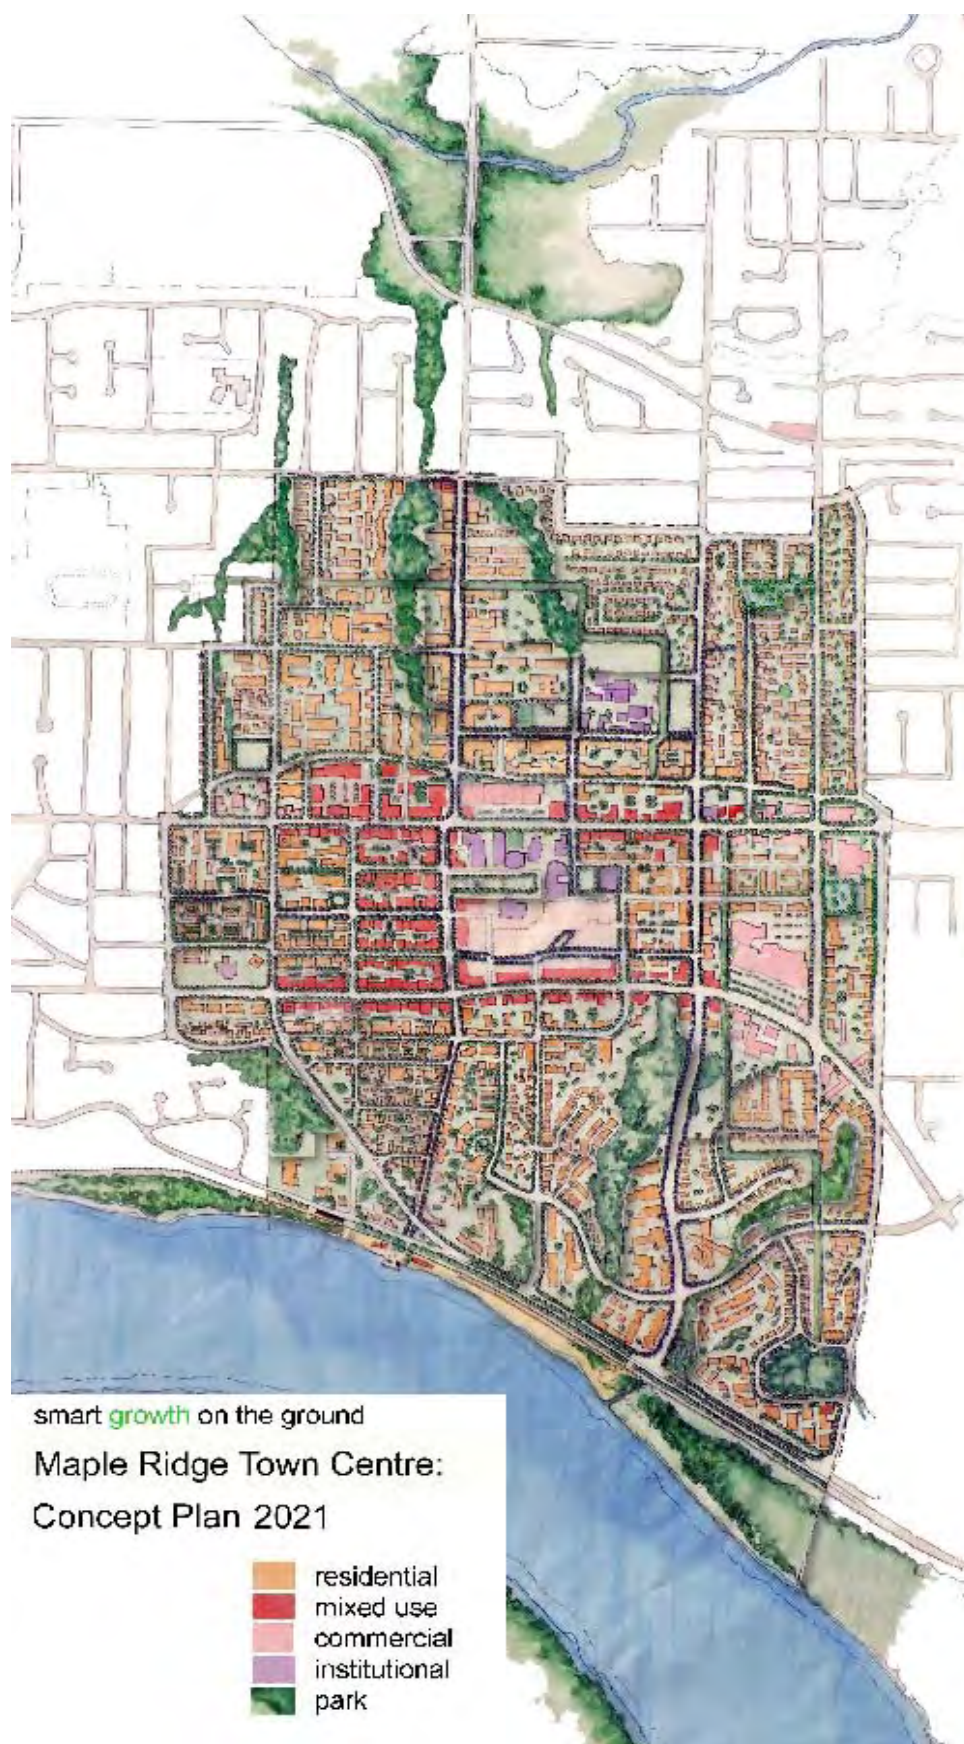 smart growth on the ground
Maple Ridge Town Centre:
Concept Plan 2021
residential
mixed use
commercial
institutional
park